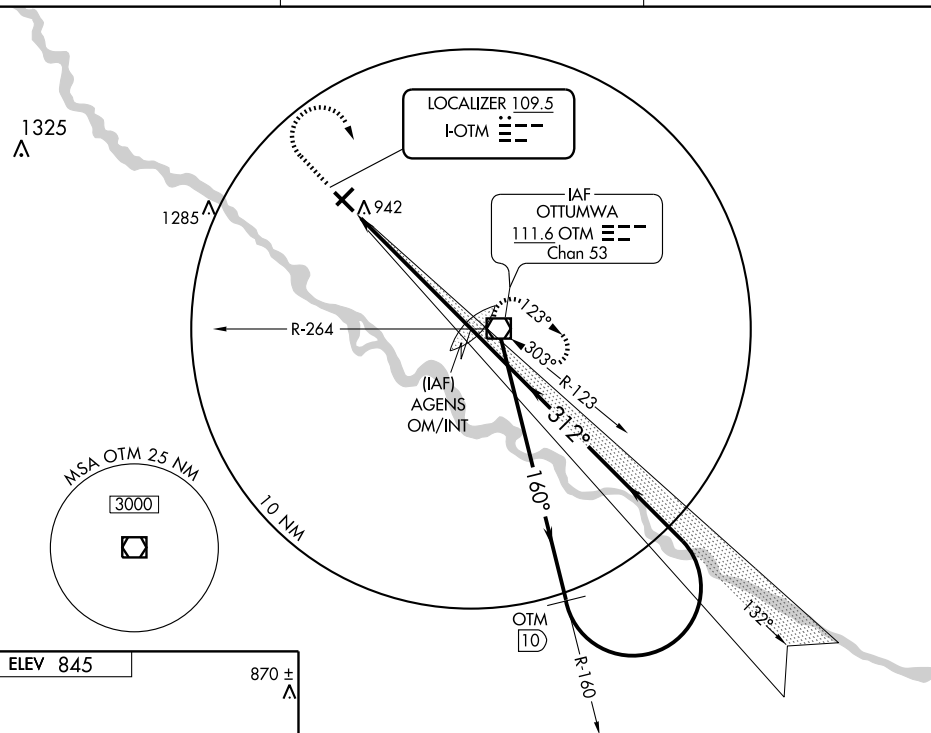 1325
LOCALIZER 109.5
I-OTM
1285
942
IAF
OTTUMWA
111.6 OTM
Chan 53
R-264
123°
303°
R-123
(IAF)
AGENS
OM/INT
312°
160°
MSA OTM 25 NM
3000
10 NM
OTM
10
132°
R-160
ELEV 845
870 ±